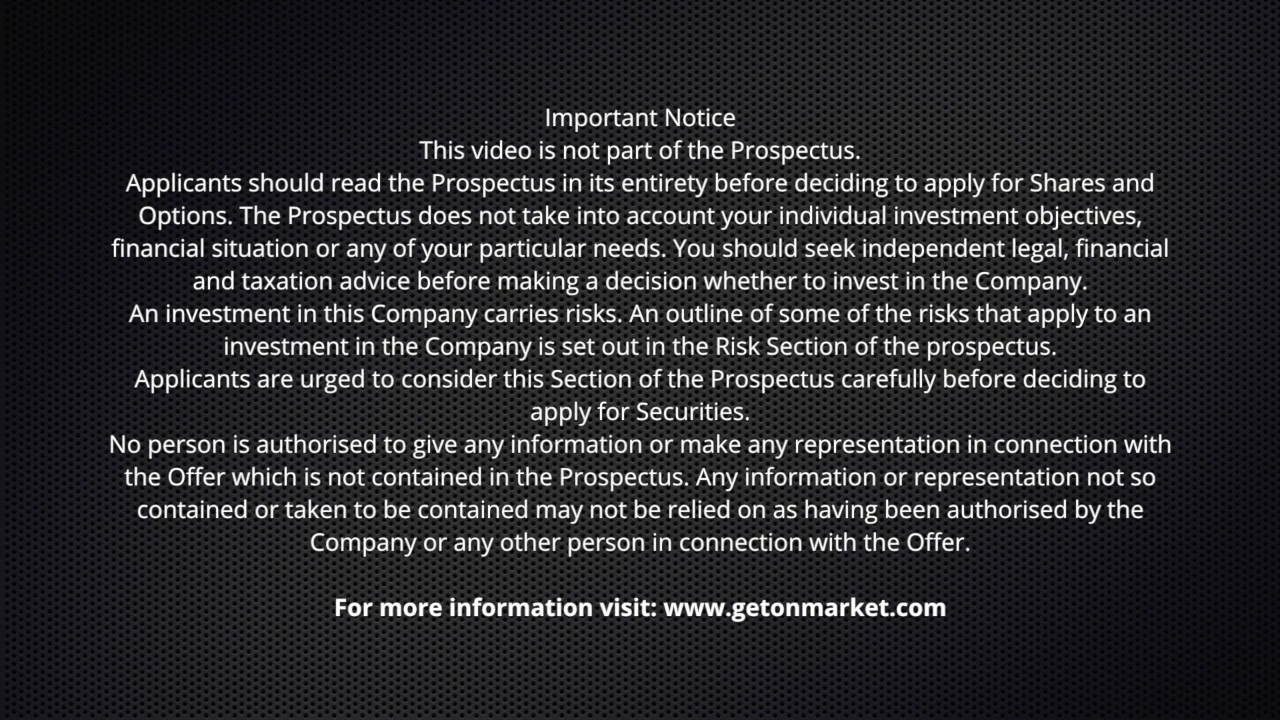 Important Notice
This video is not part of the Prospectus.
Applicants should read the Prospectus in its entirety before deciding to apply for Shares and
Options. The Prospectus does not take into account your individual investment objectives,
financial situation or any of your particular needs. You should seek independent legal, financial
and taxation advice before making a decision whether to invest in the Company.
An investment in this Company carries risks. An outline of some of the risks that apply to an
investment in the Company is set out in the Risk Section of the prospectus.
Applicants are urged to consider this Section of the Prospectus carefully before deciding to
apply for Securities.
No person is authorised to give any information or make any representation in connection with
the Offer which is not contained in the Prospectus. Any information or representation not so
contained or taken to be contained may not be relied on as having been authorised by the
Company or any other person in connection with the Offer.
For more information visit: www.getonmarket.com